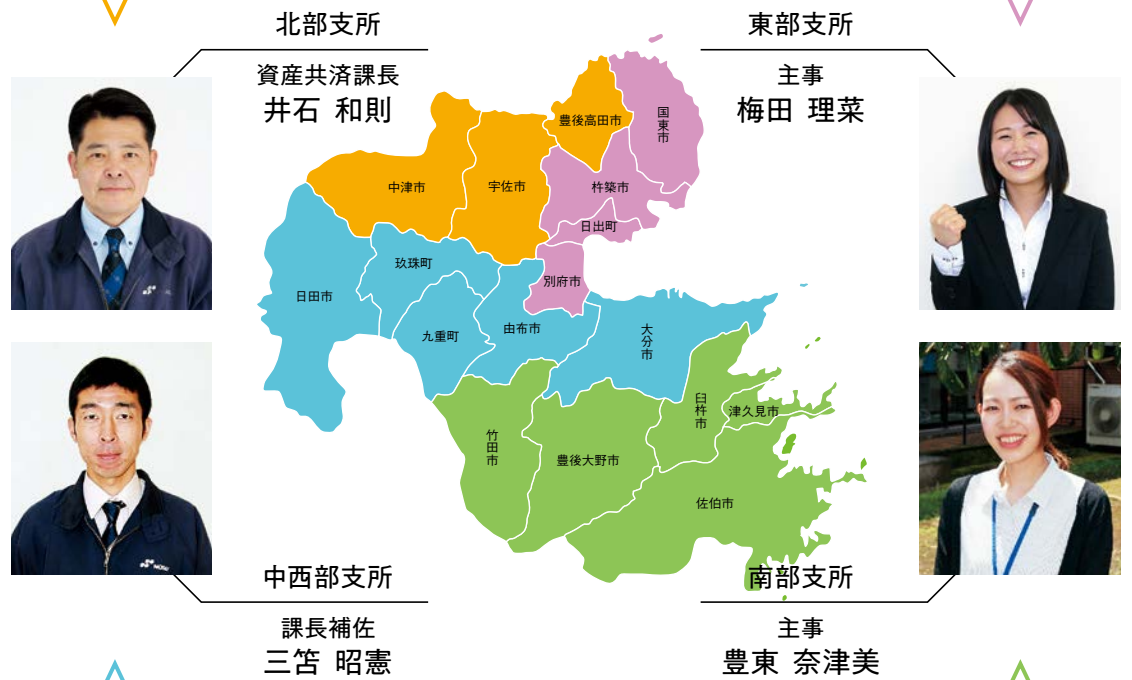 北部支所
資産共済課長
井石 和則
東部支所
主事
梅田 理菜
国東市
豊後高田市
中津市
宇佐市
杵築市
日出町
玖珠町
別府市
日田市
九重町
由布市
大分市
臼杵市
津久見市
竹田市
豊後大野市
佐伯市
中西部支所
課長補佐
三笘 昭憲
南部支所
主事
豊東 奈津美